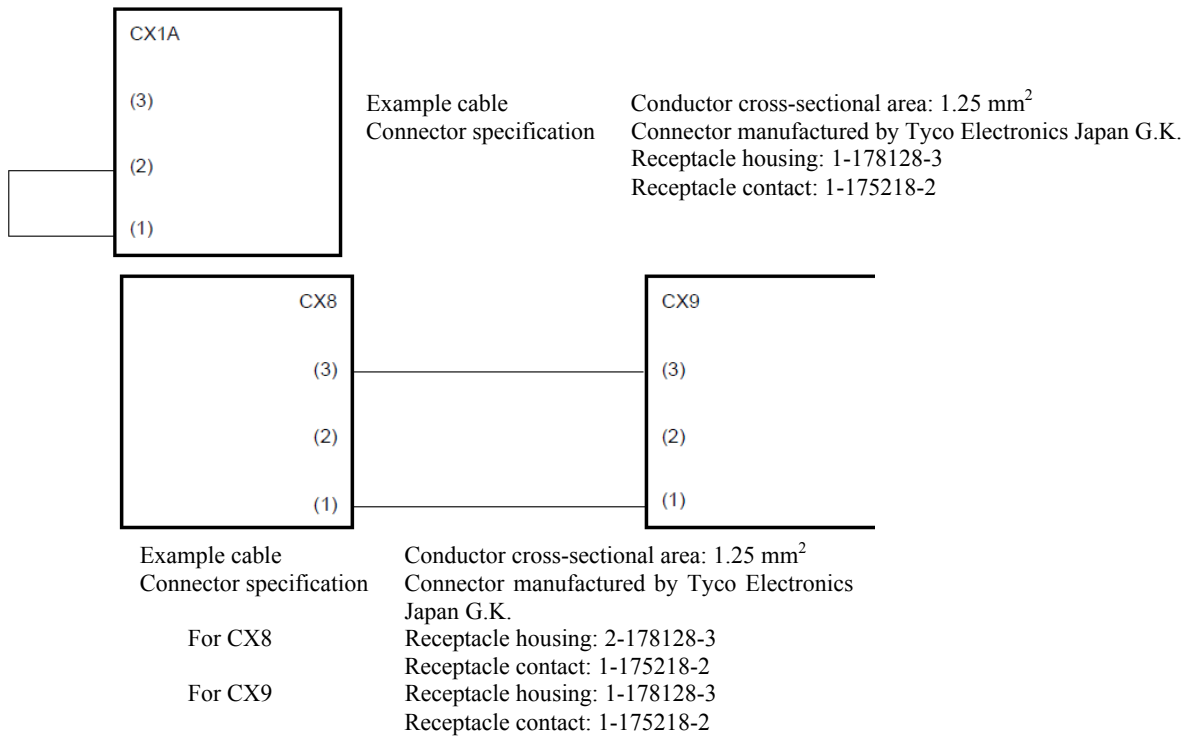 CX1A
(3)
(2)
(1)
Example cable Conductor cross-sectional area: 1.25 mm²
Connector specification Connector manufactured by Tyco Electronics Japan G.K.
Receptacle housing: 1-178128-3
Receptacle contact: 1-175218-2
CX8 CX9
(3) (3)
(2) (2)
(1) (1)
Example cable Conductor cross-sectional area: 1.25 mm²
Connector specification Connector manufactured by Tyco Electronics
Japan G.K.
For CX8 Receptacle housing: 2-178128-3
Receptacle contact: 1-175218-2
For CX9 Receptacle housing: 1-178128-3
Receptacle contact: 1-175218-2